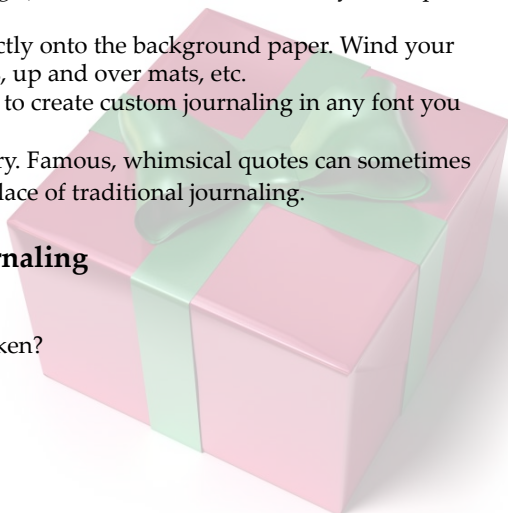 ctly onto the background paper. Wind your
, up and over mats, etc.
to create custom journaling in any font you
ry. Famous, whimsical quotes can sometimes
lace of traditional journaling.
rnaling
ken?